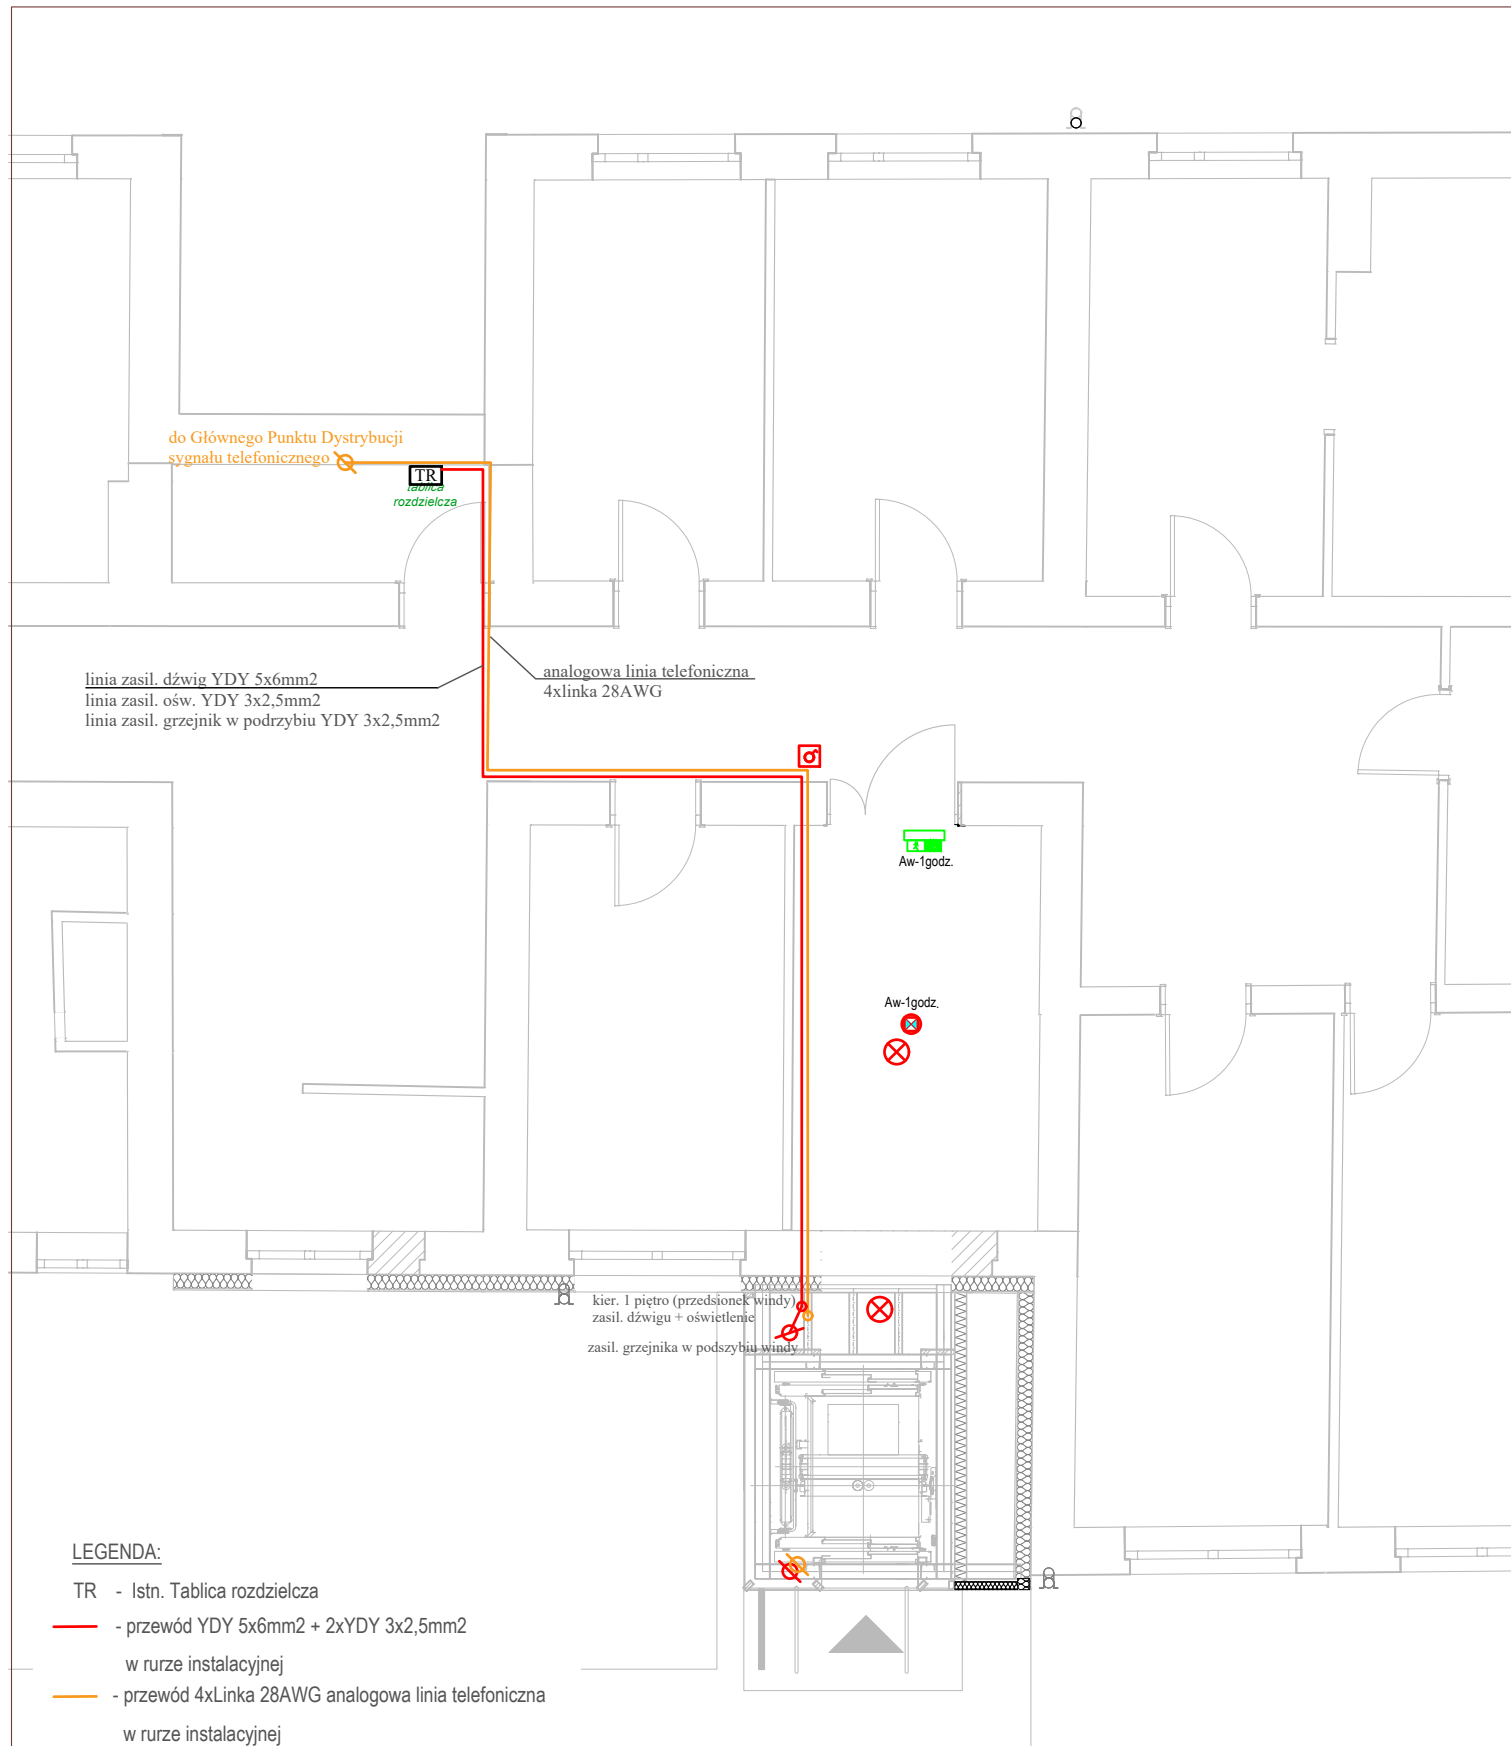 do Głównego Punktu Dystrybucji
sygnału telefonicznego
TR
tablica
rozdzielcza
linia zasil. dźwig YDY 5x6mm2
linia zasil. ośw. YDY 3x2,5mm2
linia zasil. grzejnik w podrzybiu YDY 3x2,5mm2
analogowa linia telefoniczna
4xlinka 28AWG
2
Aw-1godz.
Aw-1godz.
kier. 1 piętro (przedsionek windy)
zasil. dźwigu + oświetlenie
zasil. grzejnika w podszybiu windy
LEGENDA:
TR - Istn. Tablica rozdzielcza
- przewód YDY 5x6mm2 + 2xYDY 3x2,5mm2
w rurze instalacyjnej
- przewód 4xLinka 28AWG analogowa linia telefoniczna
w rurze instalacyjnej